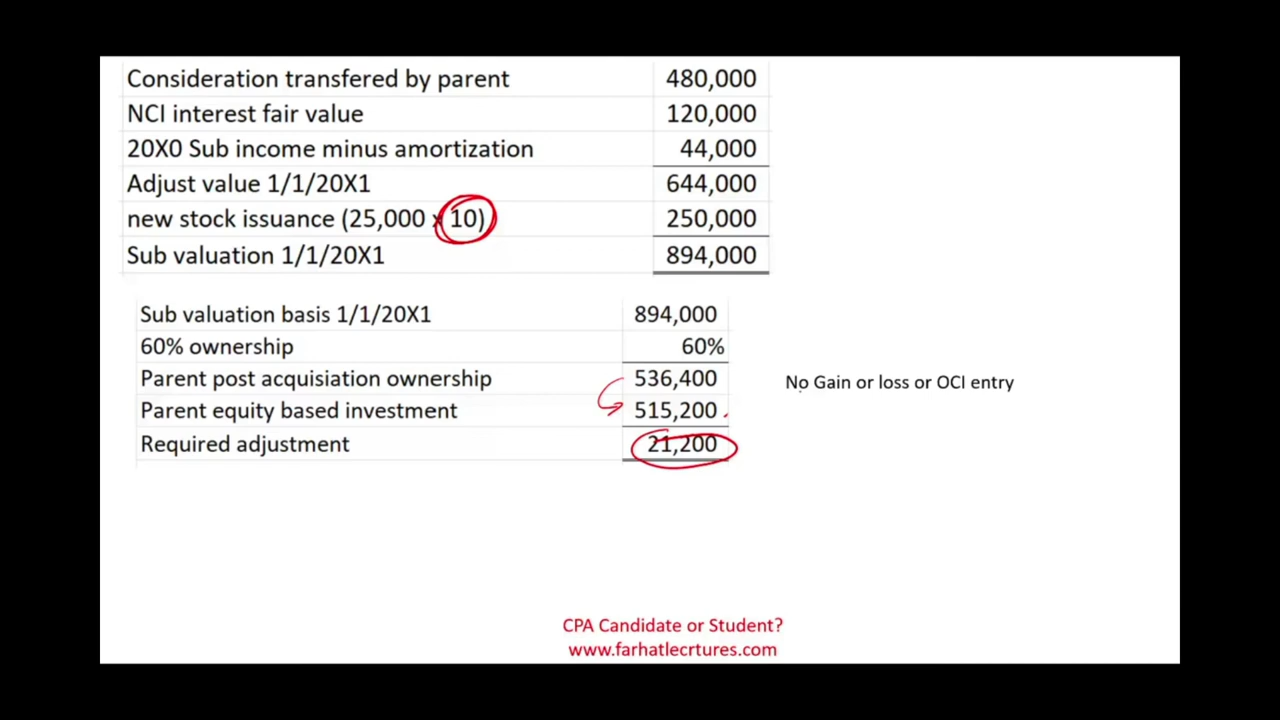 Consideration transfered by parent 480,000
NCI interest fair value 120,000
20X0 Sub income minus amortization 44,000
Adjust value 1/1/20X1 644,000
new stock issuance (25,000 x 10) 250,000
Sub valuation 1/1/20X1 894,000
Sub valuation basis 1/1/20X1 894,000
60% ownership 60%
Parent post acquisiation ownership 536,400 No Gain or loss or OCI entry
Parent equity based investment 515,200
Required adjustment 21,200
CPA Candidate or Student?
www.farhatlecrtures.com